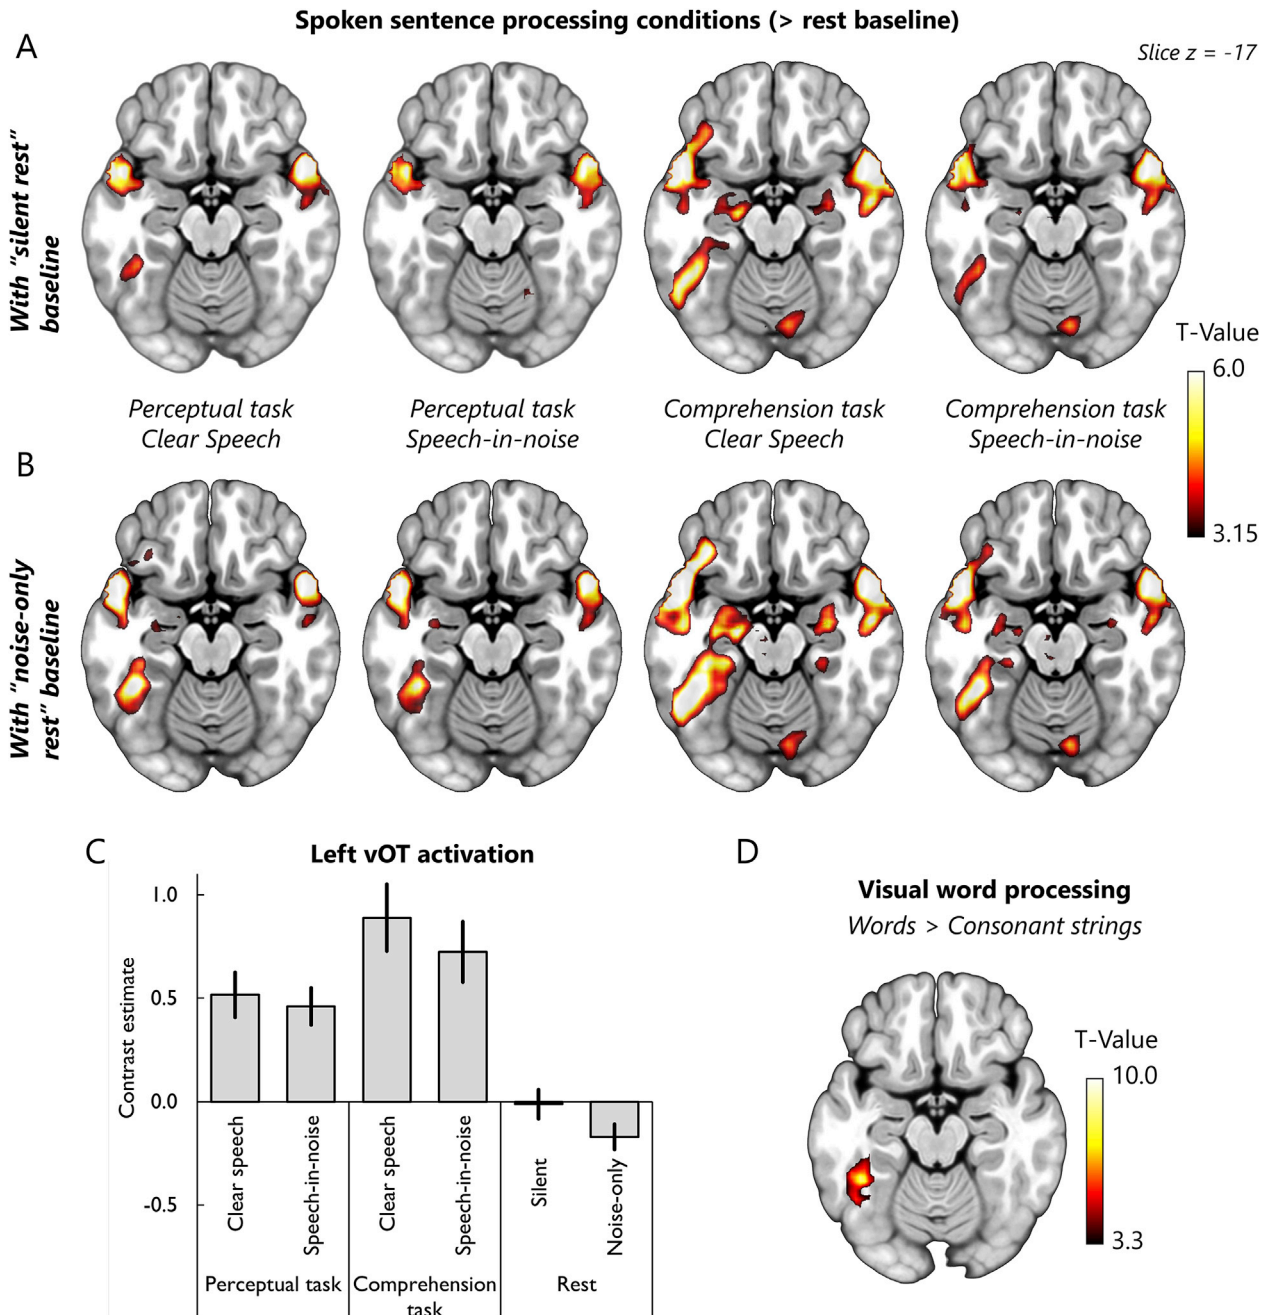 Spoken sentence processing conditions (> rest baseline)
A
Slice z = -17
With “silent rest”
baseline
T-Value
6.0
3.15
Perceptual task
Clear Speech
Perceptual task
Speech-in-noise
Comprehension task
Clear Speech
Comprehension task
Speech-in-noise
B
With “noise-only
rest” baseline
C
Left vOT activation
Contrast estimate
1.0
0.5
0.0
-0.5
Clear speech
Speech-in-noise
Clear speech
Speech-in-noise
Silent
Noise-only
Perceptual task
Comprehension
task
Rest
D
Visual word processing
Words > Consonant strings
T-Value
10.0
3.3